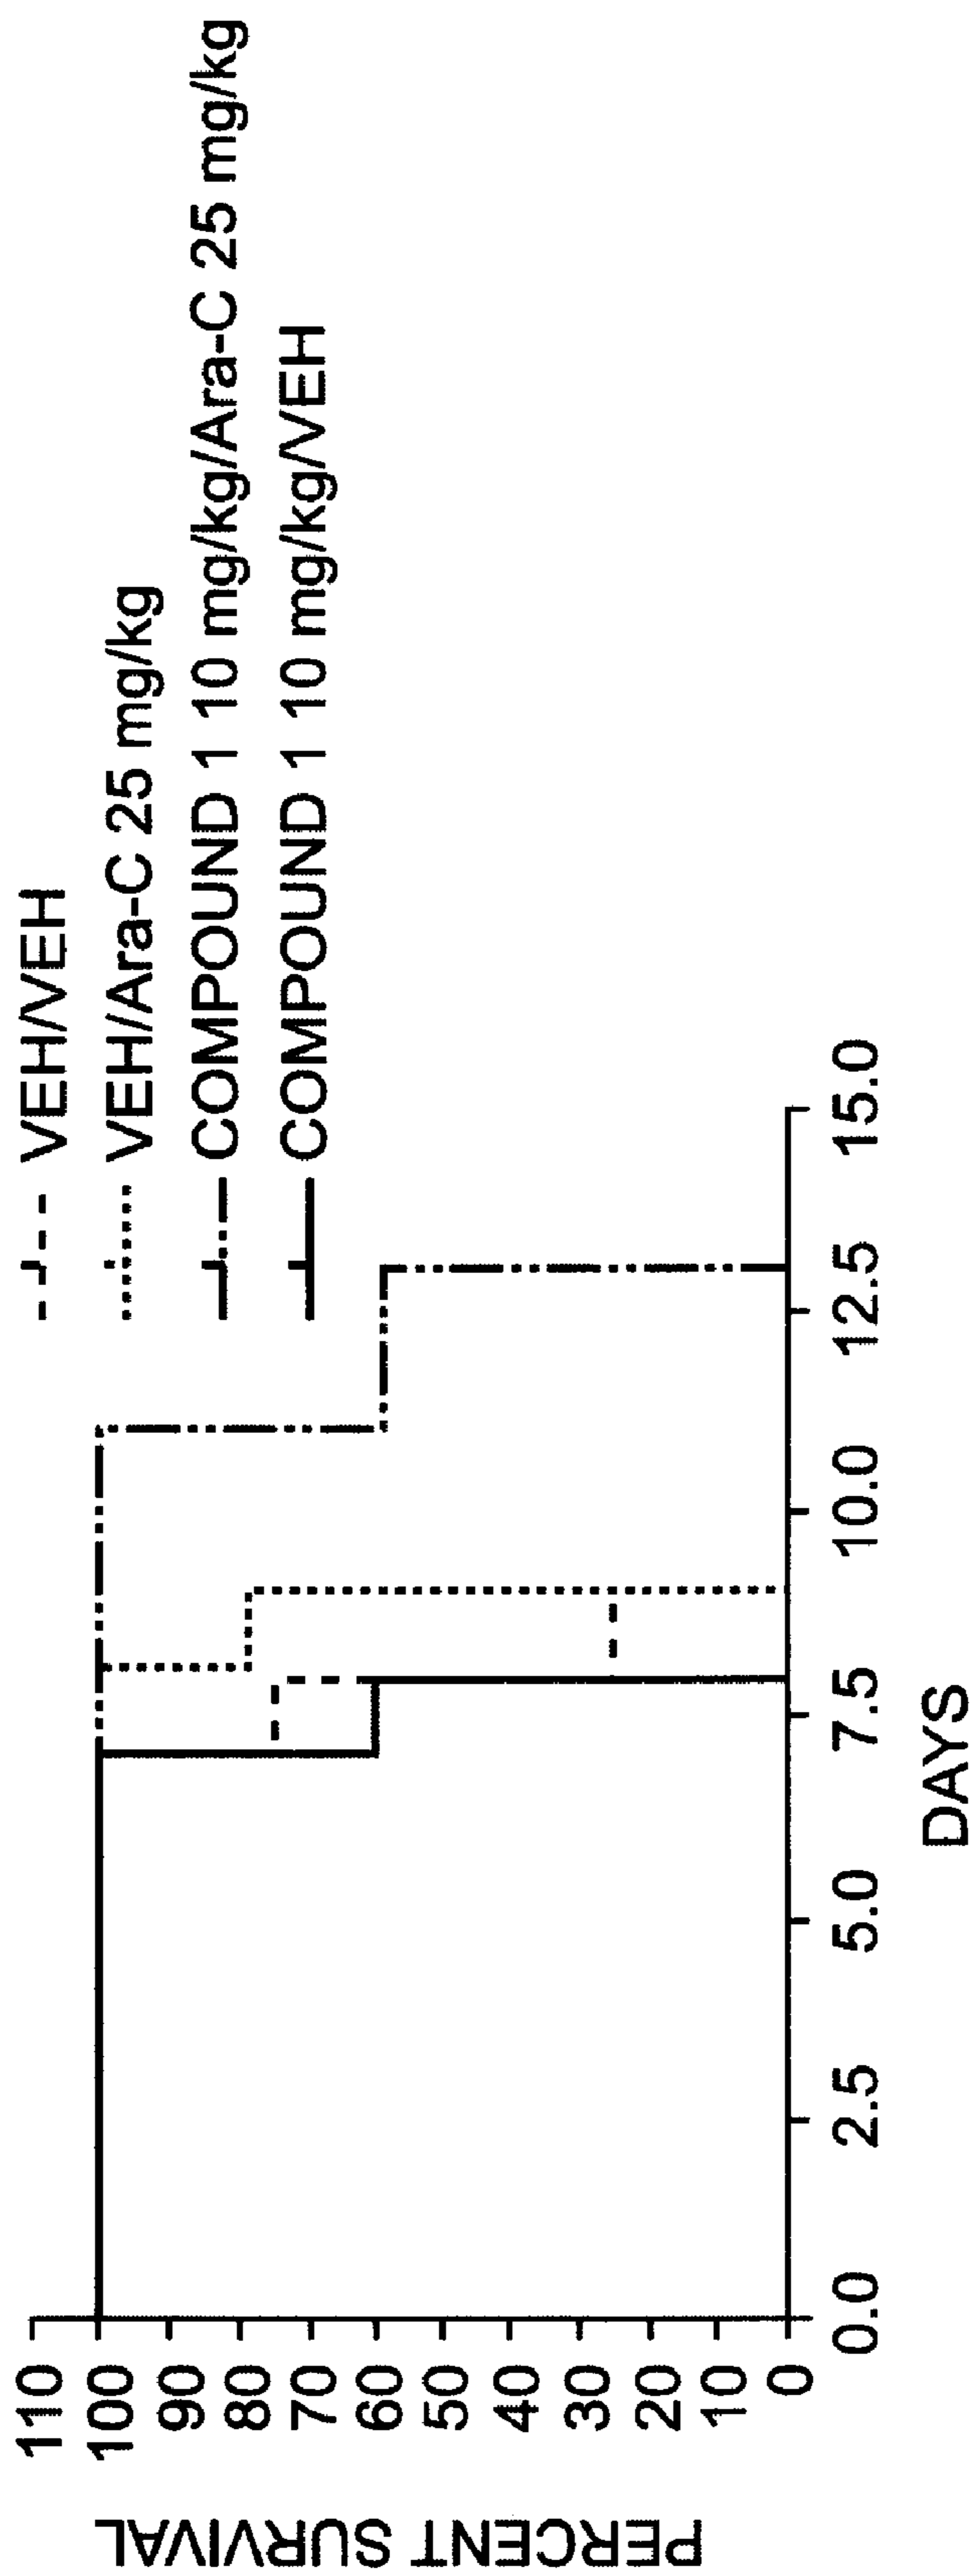 VEH/VEH
VEH/Ara-C 25 mg/kg
COMPOUND 1 10 mg/kg/Ara-C 25 mg/kg
COMPOUND 1 10 mg/kg/VEH
PERCENT SURVIVAL
110
100
90
80
70
60
50
40
30
20
10
0
0.0 2.5 5.0 7.5 10.0 12.5 15.0
DAYS